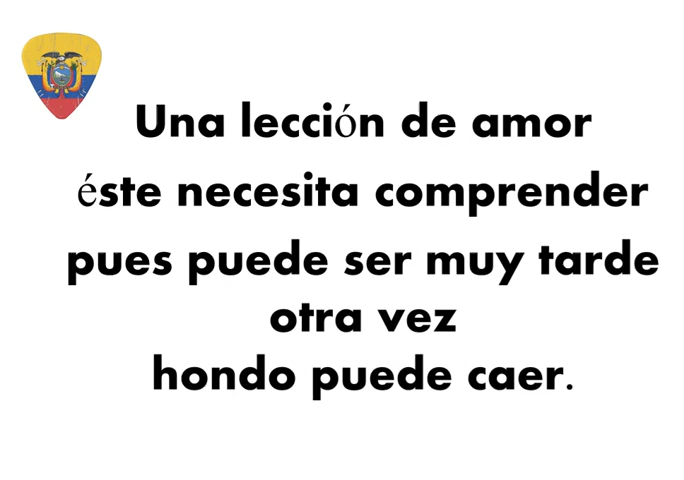 Una lección de amor
éste necesita comprender
pues puede ser muy tarde
otra vez
hondo puede caer.